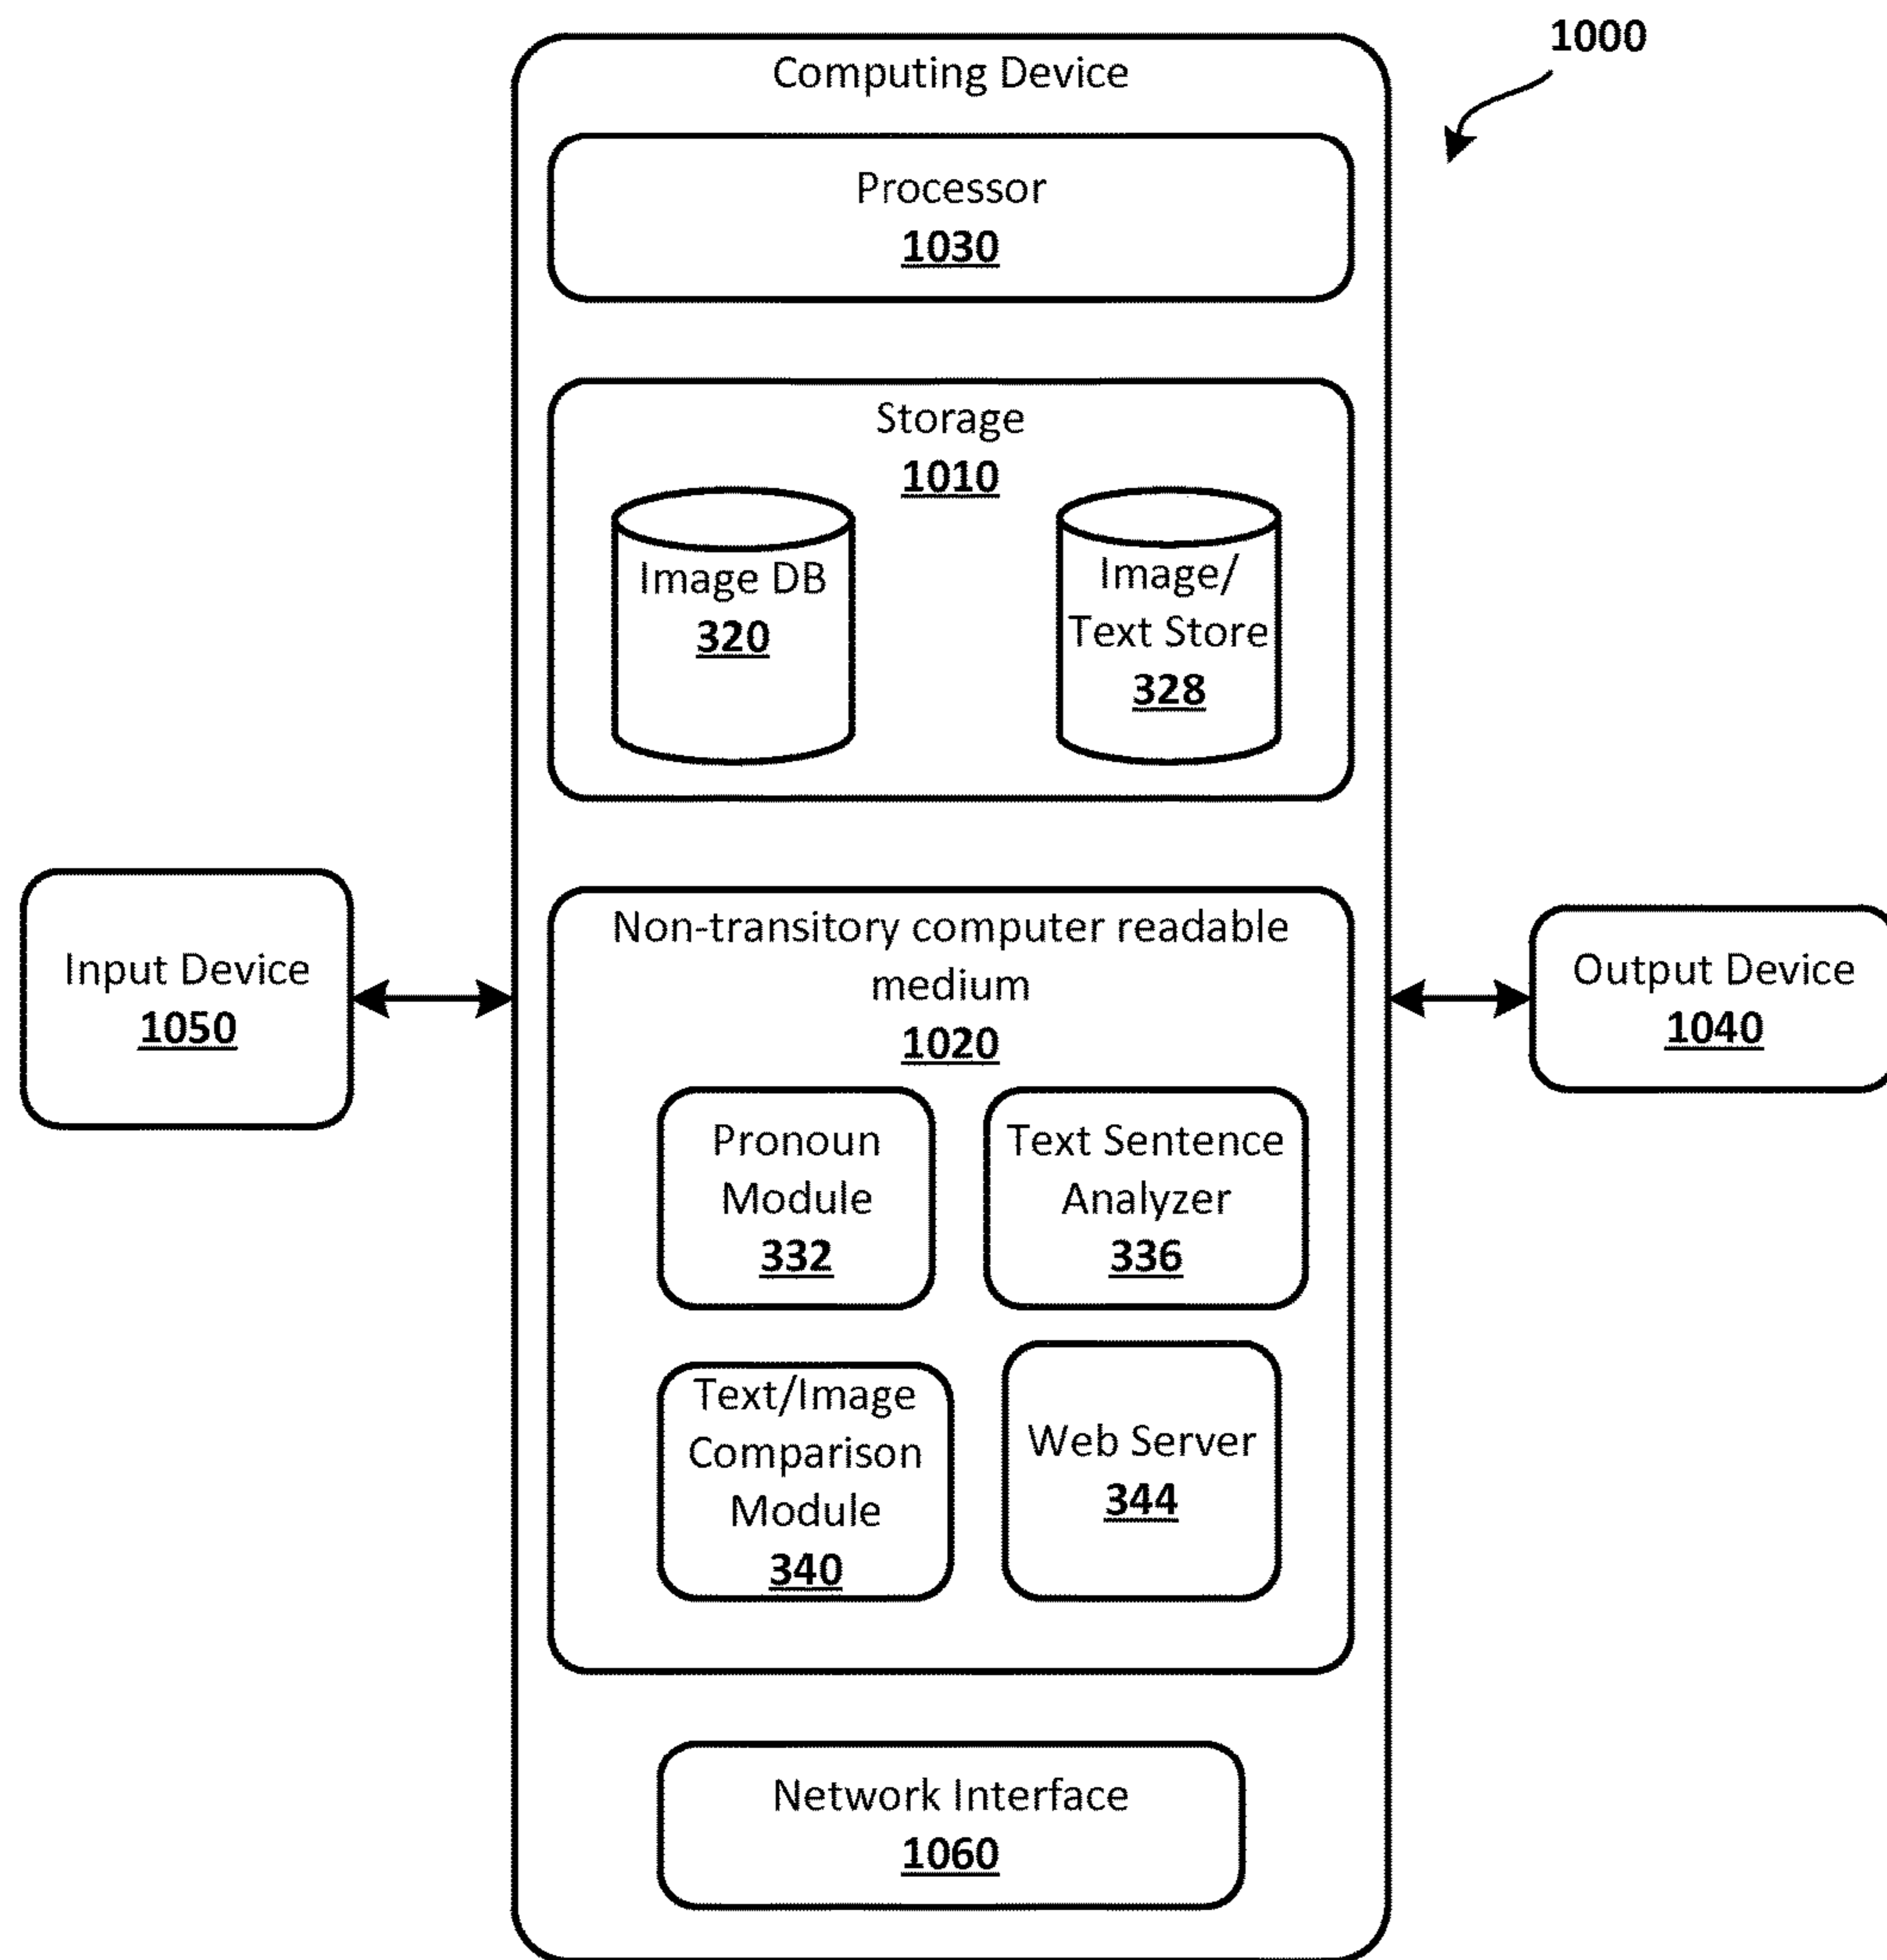 1000
Computing Device
Processor
1030
Storage
1010
Image DB
320
Image/
Text Store
328
Non-transitory computer readable
medium
1020
Input Device
1050
Output Device
1040
Pronoun
Module
332
Text Sentence
Analyzer
336
Text/Image
Comparison
Module
340
Web Server
344
Network Interface
1060